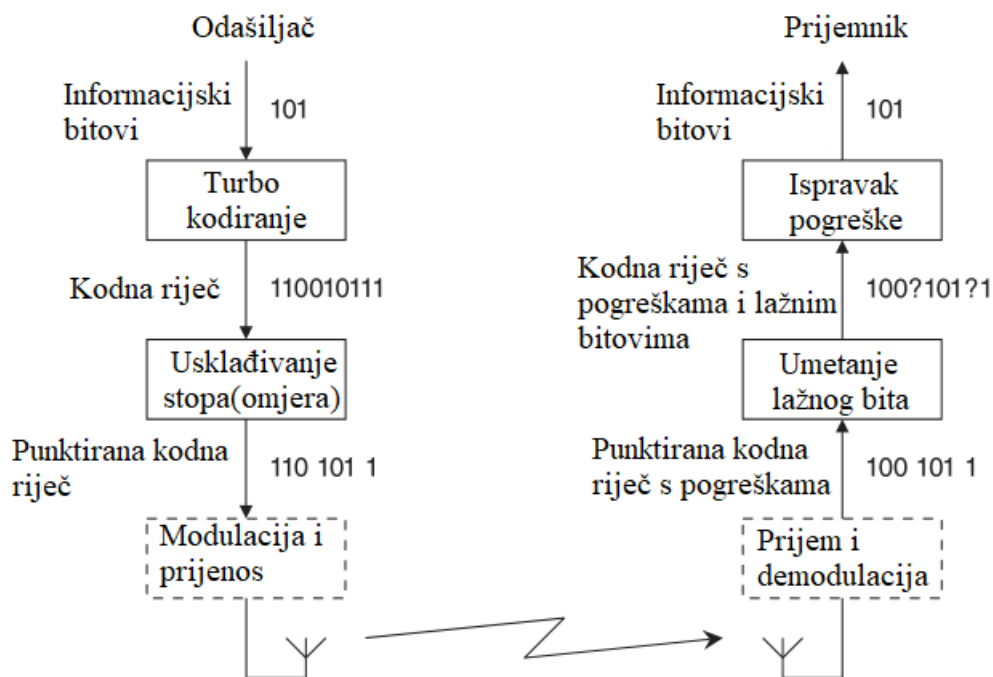 Odašiljač
Informacijski
bitovi
101
Turbo
kodiranje
Kodna riječ
110010111
Usklađivanje
stopa(omjera)
Punktirana kodna
riječ
110 101 1
Modulacija i
prijenos
Prijemnik
Informacijski
bitovi
101
Ispravak
pogreške
Kodna riječ s
pogreškama i lažnim
bitovima
100?101?1
Umetanje
lažnog bita
Punktirana kodna
riječ s pogreškama
100 101 1
Prijem i
demodulacija